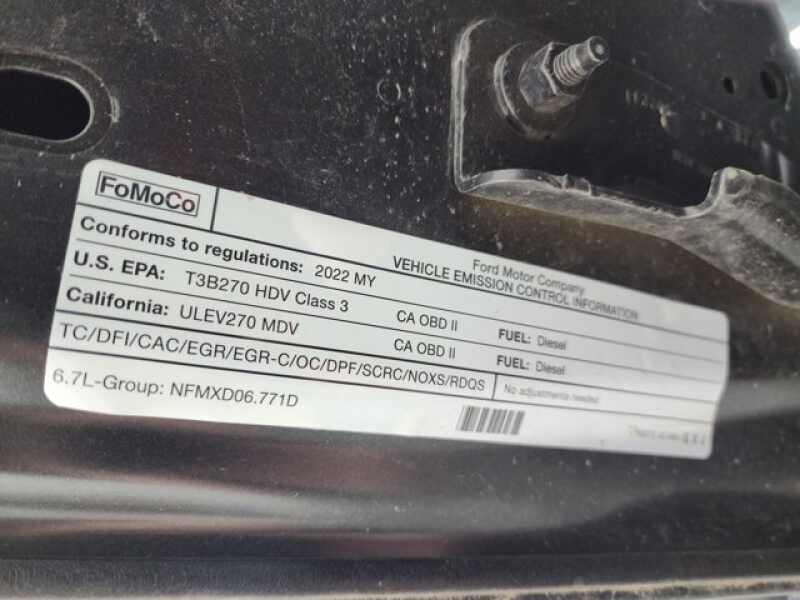 FoMoCo
Ford Motor Company
VEHICLE EMISSION CONTROL INFORMATION
Conforms to regulations: 2022 MY
U.S. EPA: T3B270 HDV Class 3 CA OBD II FUEL: Diesel
California: ULEV270 MDV CA OBD II FUEL: Diesel
TC/DFI/CAC/EGR/EGR-C/OC/DPF/SCRC/NOXS/RDQS No adjustments needed.
6.7L-Group: NFMXD06.771D